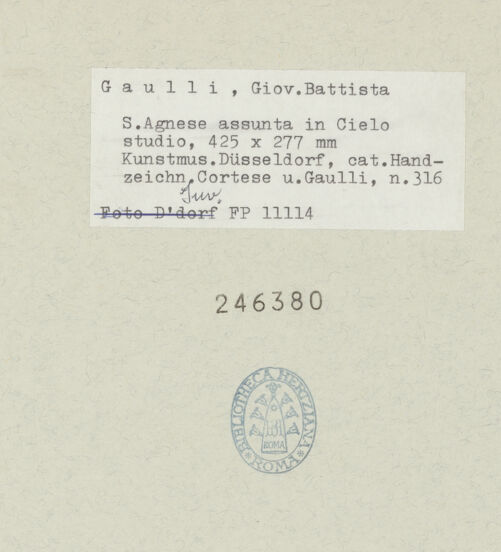 G a u l l i , Giov.Battista
S.Agnese assunta in Cielo
studio, 425 x 277 mm
Kunstmus.Düsseldorf, cat.Hand-
zeichn.Cortese u.Gaulli, n.316
Inv.
Foto D'dorf FP 11114
246380
BIBLIOTHECA HERTZIANA
ROMA
* ROMA *